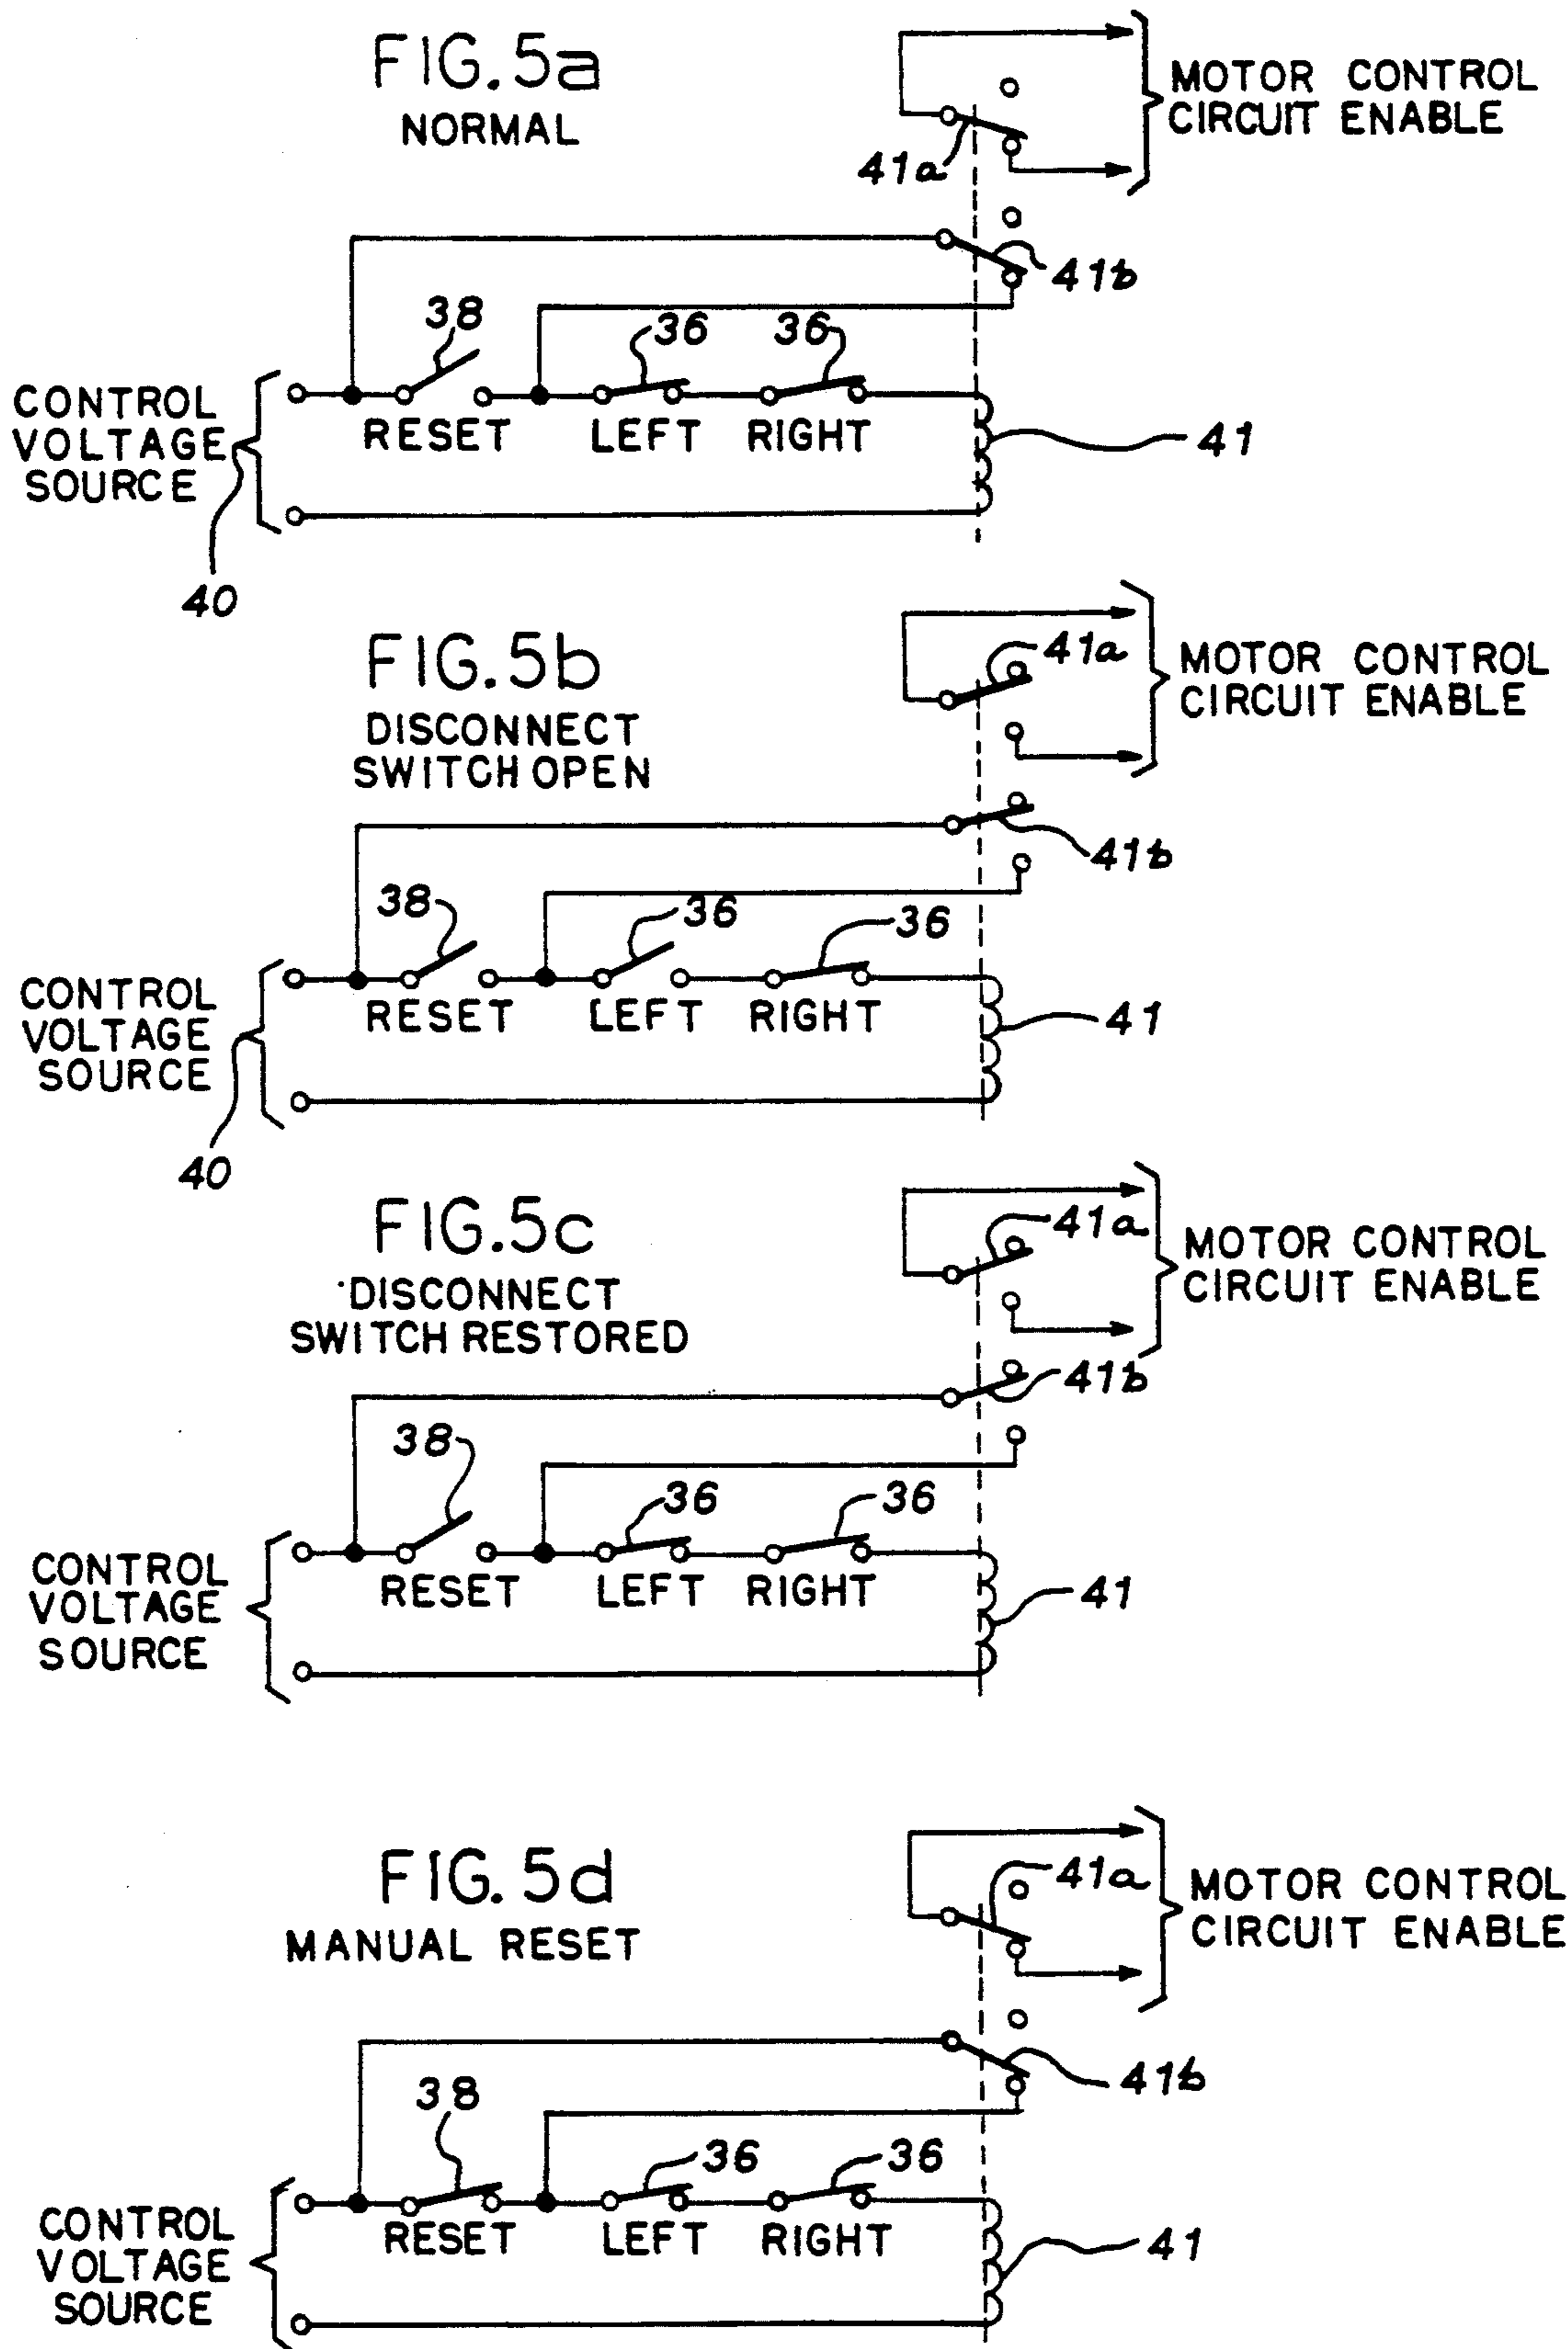 FIG. 5a
NORMAL
MOTOR CONTROL
CIRCUIT ENABLE
41a
41b
38
36
36
CONTROL
VOLTAGE
SOURCE
RESET
LEFT
RIGHT
41
40
FIG. 5b
DISCONNECT
SWITCH OPEN
41a
MOTOR CONTROL
CIRCUIT ENABLE
41b
38
36
36
CONTROL
VOLTAGE
SOURCE
RESET
LEFT
RIGHT
41
40
FIG. 5c
DISCONNECT
SWITCH RESTORED
41a
MOTOR CONTROL
CIRCUIT ENABLE
41b
38
36
36
CONTROL
VOLTAGE
SOURCE
RESET
LEFT
RIGHT
41
FIG. 5d
MANUAL RESET
41a
MOTOR CONTROL
CIRCUIT ENABLE
41b
38
36
36
CONTROL
VOLTAGE
SOURCE
RESET
LEFT
RIGHT
41